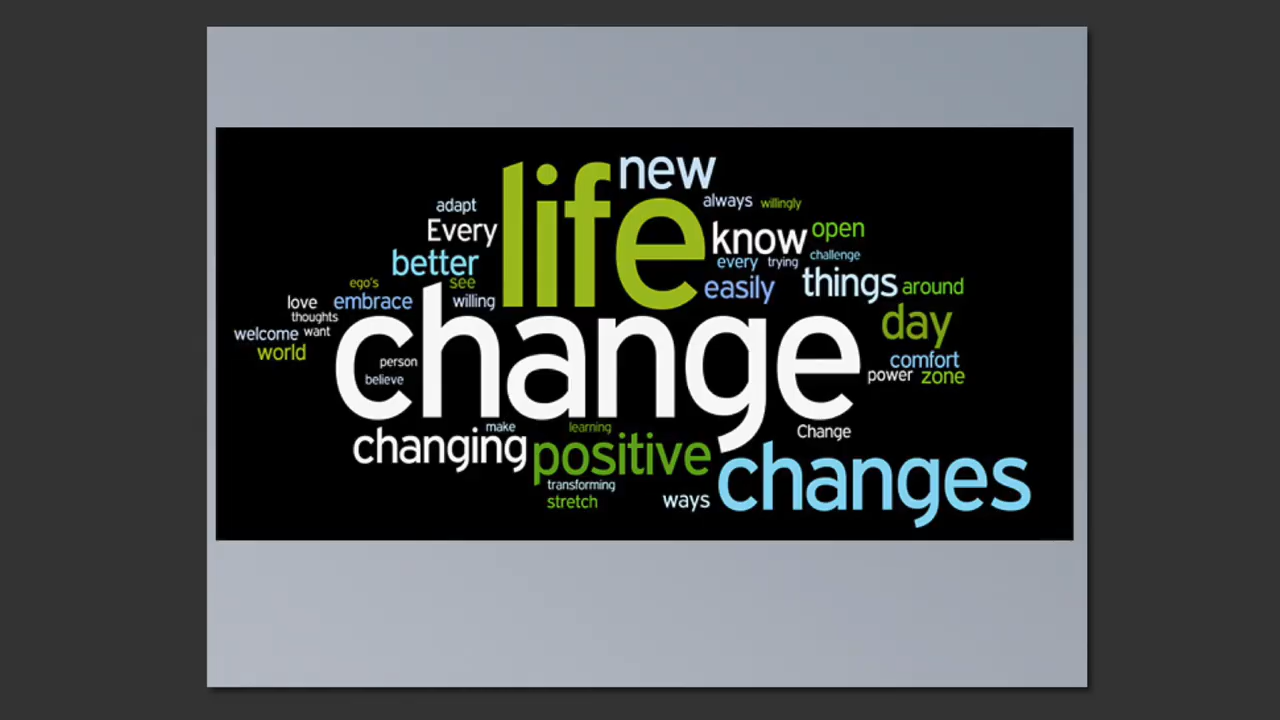 new
life
adapt
always
willingly
Every
know
open
better
every
trying
challenge
ego's
see
easily
things
around
love
embrace
willing
thoughts
welcome
want
day
world
change
person
believe
comfort
power
zone
make
learning
Change
changing
positive
changes
transforming
stretch
ways